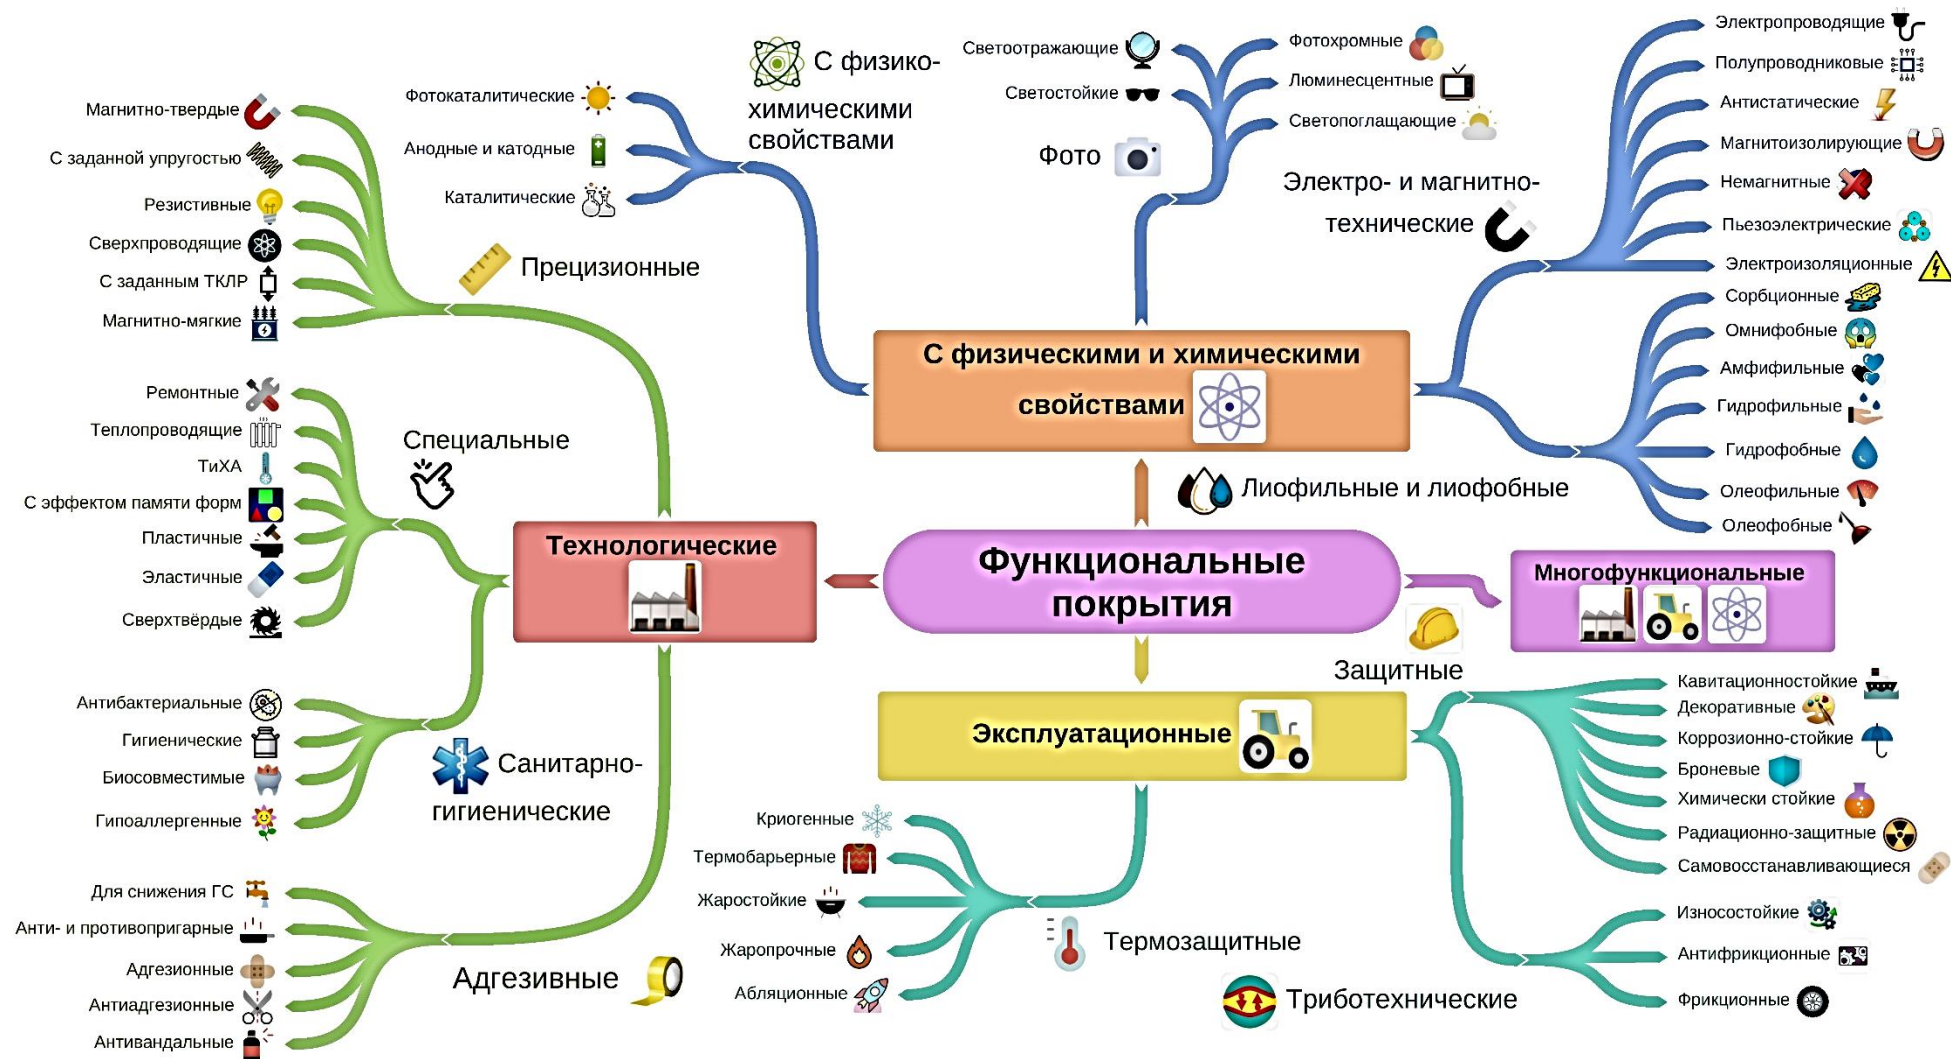 Функциональные
покрытия
С физическими и химическими
свойствами
С физико-
химическими
свойствами
Фотокаталитические
Анодные и катодные
Каталитические
Фото
Светоотражающие
Светостойкие
Фотохромные
Люминесцентные
Светопоглащающие
Электро- и магнитно-
технические
Электропроводящие
Полупроводниковые
Антистатические
Магнитоизолирующие
Немагнитные
Пьезоэлектрические
Электроизоляционные
Лиофильные и лиофобные
Сорбционные
Омнифобные
Амфифильные
Гидрофильные
Гидрофобные
Олеофильные
Олеофобные
Многофункциональные
Эксплуатационные
Защитные
Кавитационностойкие
Декоративные
Коррозионно-стойкие
Броневые
Химически стойкие
Радиационно-защитные
Самовосстанавливающиеся
Триботехнические
Износостойкие
Антифрикционные
Фрикционные
Термозащитные
Криогенные
Термобарьерные
Жаростойкие
Жаропрочные
Абляционные
Технологические
Прецизионные
Магнитно-твердые
С заданной упругостью
Резистивные
Сверхпроводящие
С заданным ТКЛР
Магнитно-мягкие
Специальные
Ремонтные
Теплопроводящие
ТиХА
С эффектом памяти форм
Пластичные
Эластичные
Сверхтвёрдые
Санитарно-
гигиенические
Антибактериальные
Гигиенические
Биосовместимые
Гипоаллергенные
Адгезивные
Для снижения ГС
Анти- и противопригарные
Адгезионные
Антиадгезионные
Антивандальные